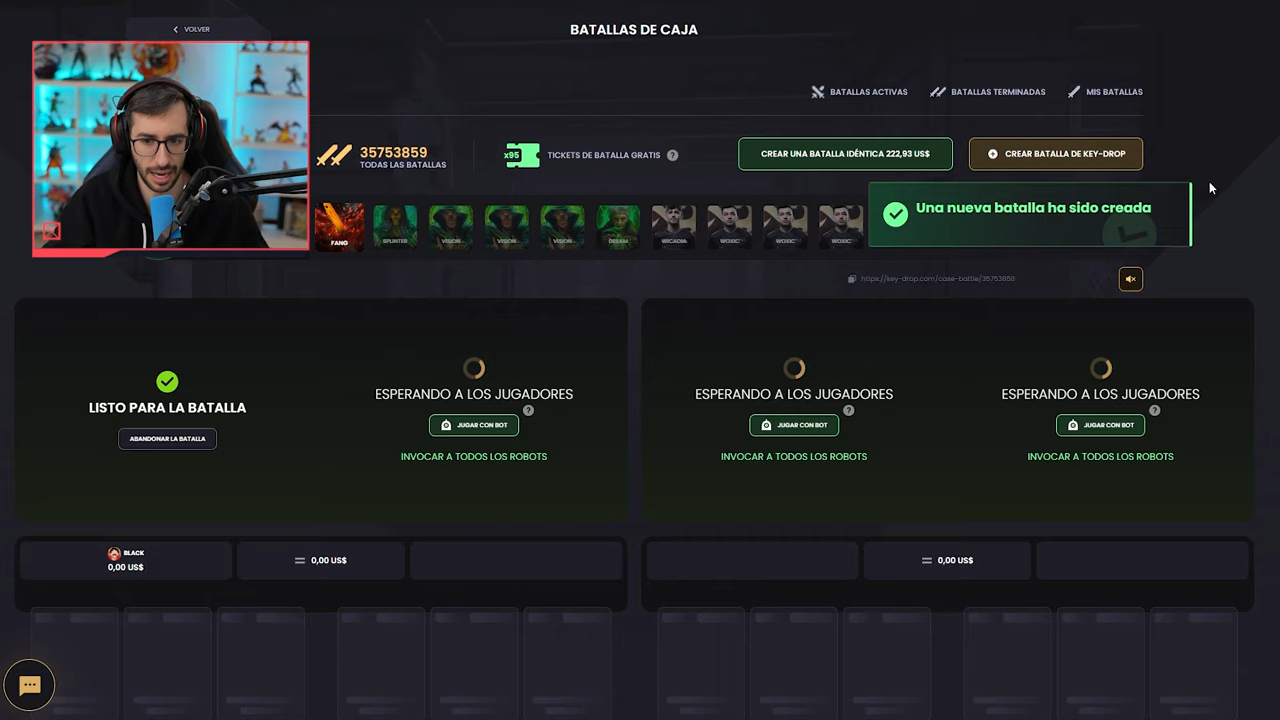 VOLVER
BATALLAS DE CAJA
BATALLAS ACTIVAS
BATALLAS TERMINADAS
MIS BATALLAS
35753859
TODAS LAS BATALLAS
x95
TICKETS DE BATALLA GRATIS ?
CREAR UNA BATALLA IDÉNTICA 222,93 US$
CREAR BATALLA DE KEY-DROP
Una nueva batalla ha sido creada
FANG
SPLINTER
VISION
VISION
VISION
DREAM
WICADIA
WOXIC
WOXIC
WOXIC
https://key-drop.com/case-battle/35753858
LISTO PARA LA BATALLA
ABANDONAR LA BATALLA
ESPERANDO A LOS JUGADORES
?
JUGAR CON BOT
INVOCAR A TODOS LOS ROBOTS
ESPERANDO A LOS JUGADORES
?
JUGAR CON BOT
INVOCAR A TODOS LOS ROBOTS
ESPERANDO A LOS JUGADORES
?
JUGAR CON BOT
INVOCAR A TODOS LOS ROBOTS
BLACK
0,00 US$
= 0,00 US$
= 0,00 US$